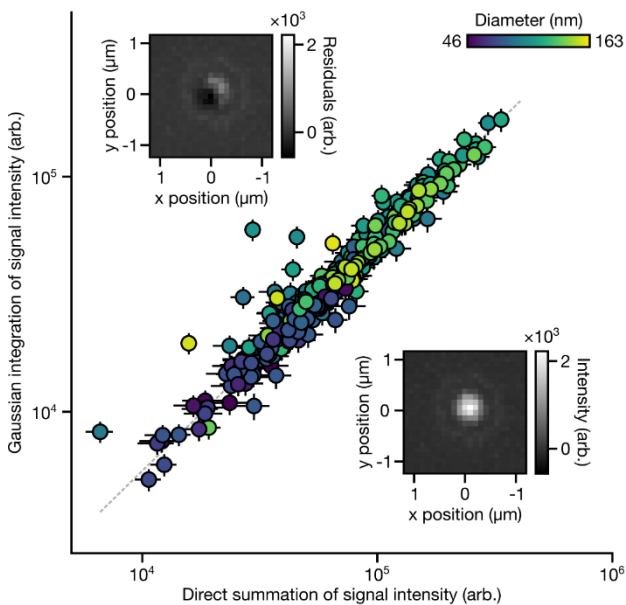 ×10³
2
0
Residuals (arb.)
y position (µm)
1
0
-1
1
0
-1
x position (µm)
Diameter (nm)
46
163
Gaussian integration of signal intensity (arb.)
10⁵
10⁴
×10³
2
0
Intensity (arb.)
y position (µm)
1
0
-1
1
0
-1
x position (µm)
10⁴
10⁵
10⁶
Direct summation of signal intensity (arb.)